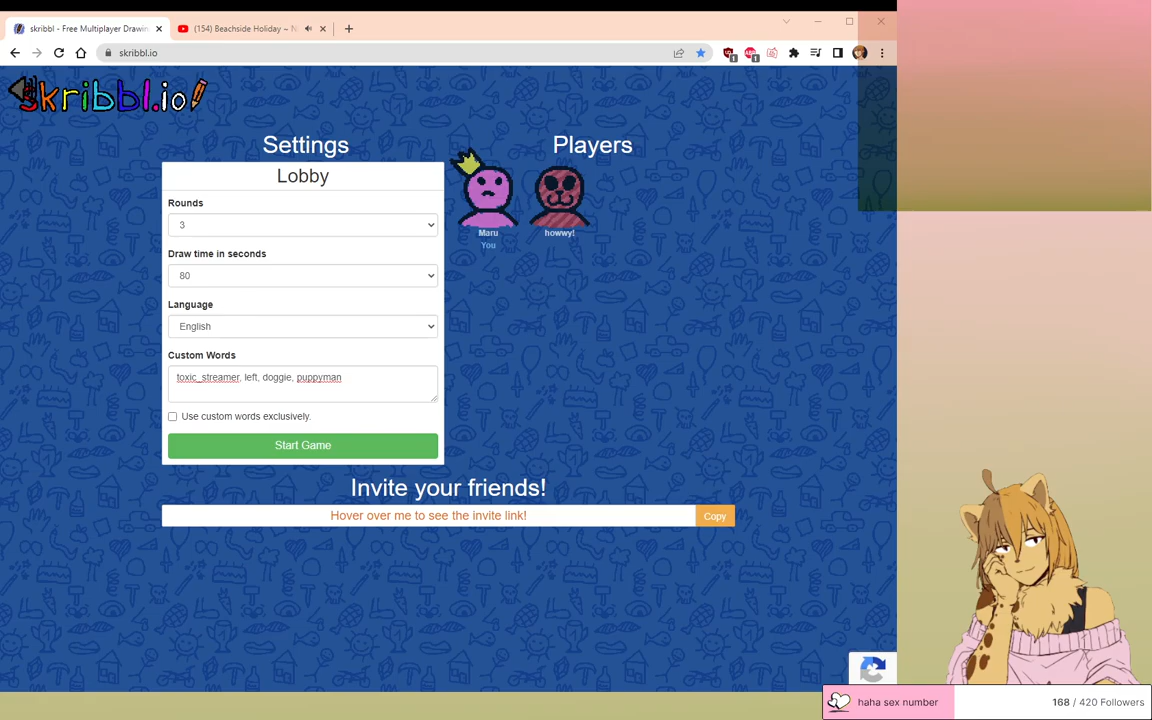 skribbl - Free Multiplayer Drawin
(154) Beachside Holiday ~ N
skribbl.io
skribbl.io
Settings
Players
Lobby
Rounds
3
Maru
howwy!
You
Draw time in seconds
80
Language
English
Custom Words
toxic_streamer, left, doggie, puppyman
Use custom words exclusively.
Start Game
Invite your friends!
Hover over me to see the invite link!
Copy
haha sex number
168 / 420 Followers